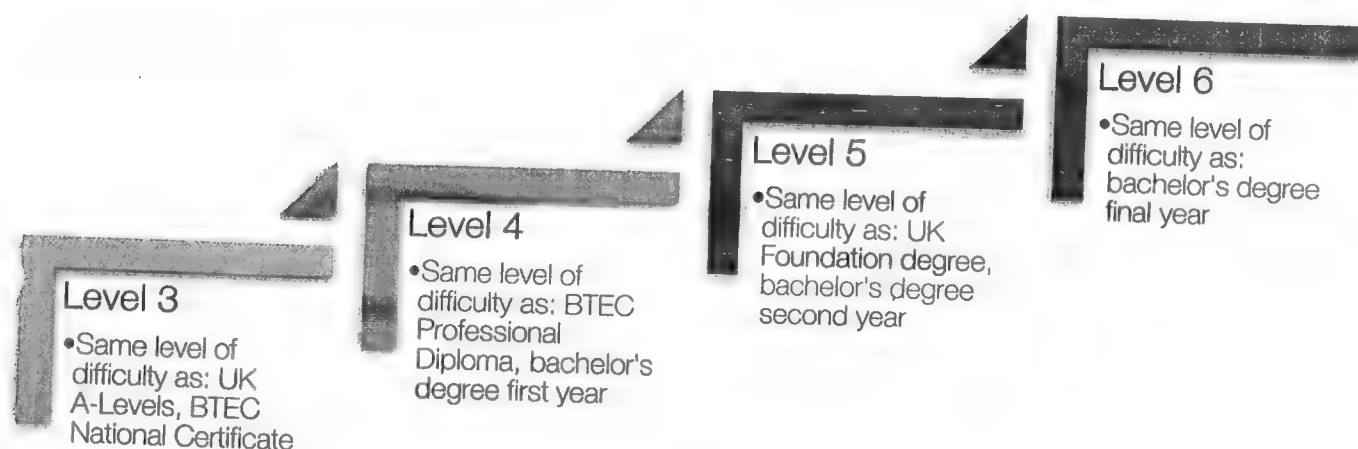 Level 3
•Same level of
difficulty as: UK
A-Levels, BTEC
National Certificate
Level 4
•Same level of
difficulty as: BTEC
Professional
Diploma, bachelor's
degree first year
Level 5
•Same level of
difficulty as: UK
Foundation degree,
bachelor's degree
second year
Level 6
•Same level of
difficulty as:
bachelor's degree
final year